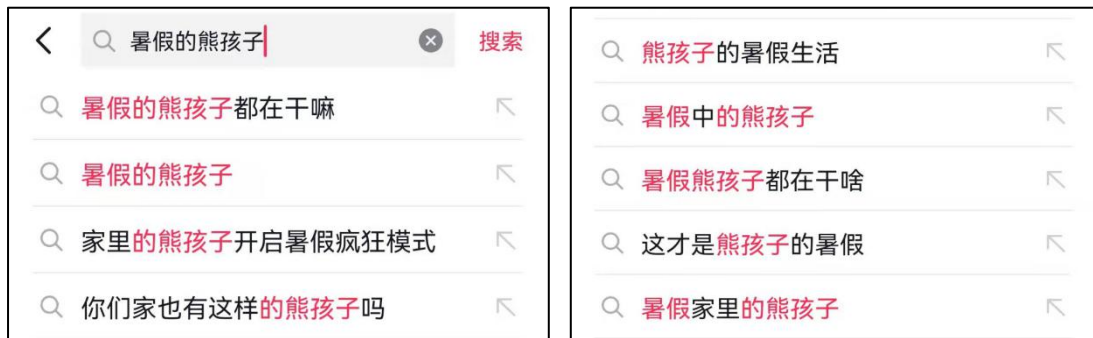 暑假的熊孩子 搜索
暑假的熊孩子都在干嘛
暑假的熊孩子
家里的熊孩子开启暑假疯狂模式
你们家也有这样的熊孩子吗
熊孩子的暑假生活
暑假中的熊孩子
暑假熊孩子都在干啥
这才是熊孩子的暑假
暑假家里的熊孩子